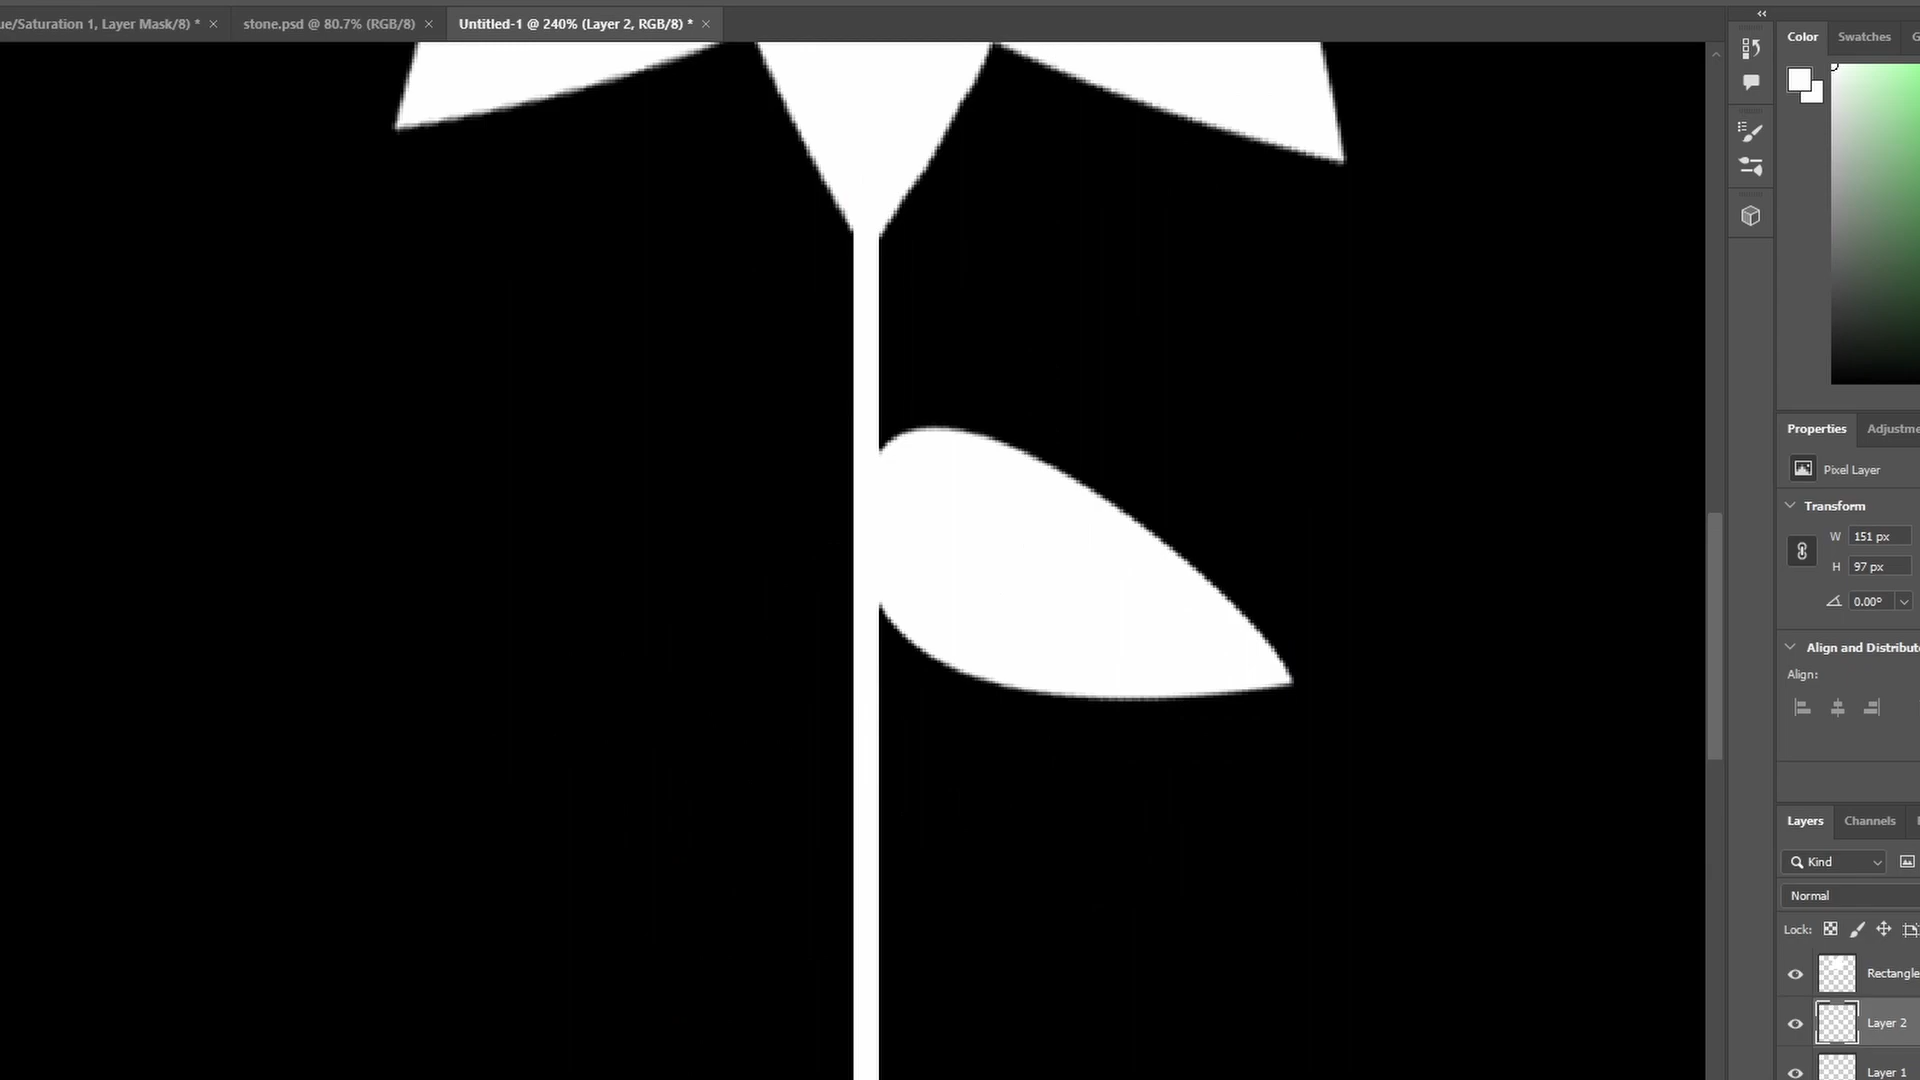 ue/Saturation 1, Layer Mask/8) * ×
stone.psd @ 80.7% (RGB/8) ×
Untitled-1 @ 240% (Layer 2, RGB/8) * ×
Color
Swatches
G
Properties
Adjustme
Pixel Layer
Transform
W 151 px
H 97 px
0.00°
Align and Distribut
Align:
Layers
Channels
Kind
Normal
Lock:
Rectangle
Layer 2
Layer 1